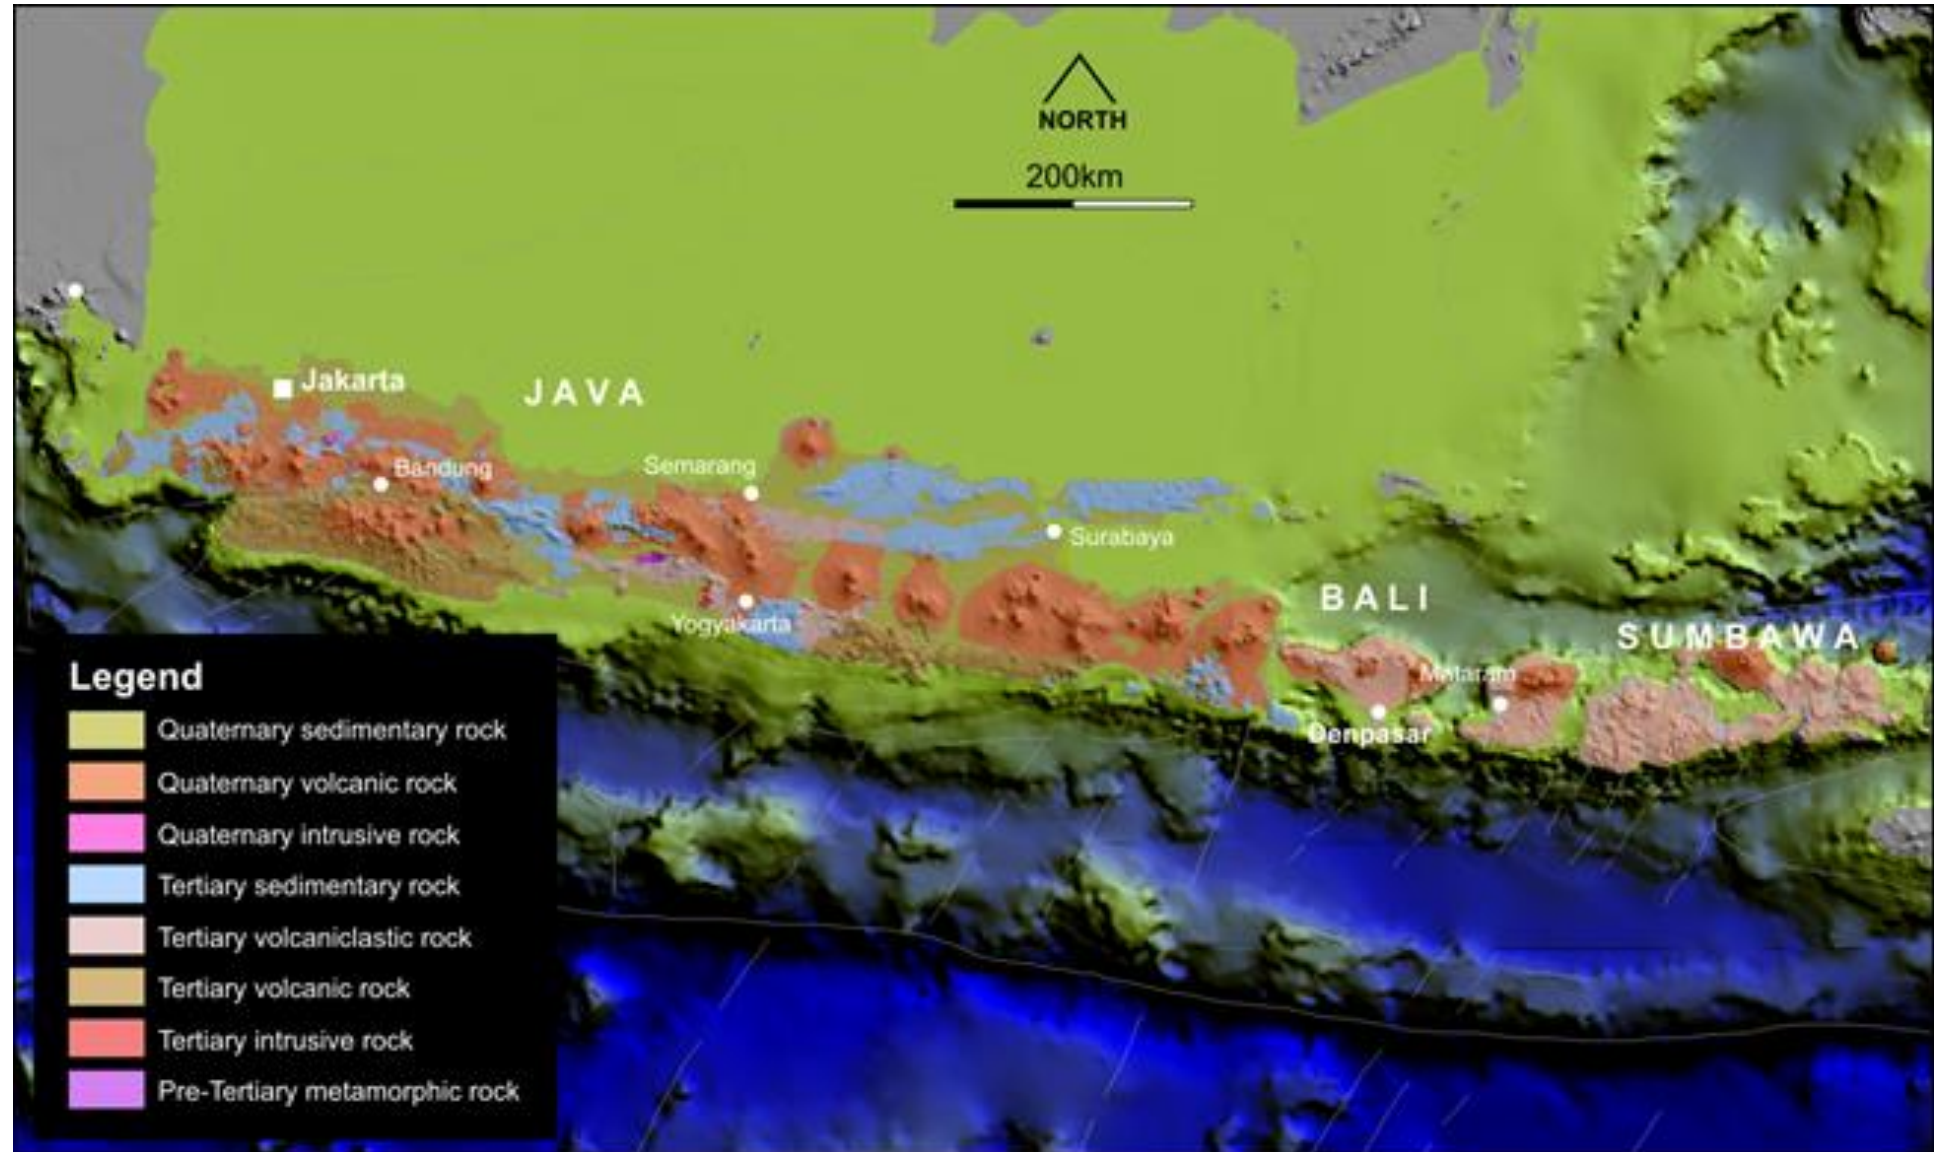 NORTH
200km
Jakarta
JAVA
Bandung
Semarang
Surabaya
BALI
Yogyakarta
SUMBAWA
Mataram
Denpasar
Legend
Quaternary sedimentary rock
Quaternary volcanic rock
Quaternary intrusive rock
Tertiary sedimentary rock
Tertiary volcaniclastic rock
Tertiary volcanic rock
Tertiary intrusive rock
Pre-Tertiary metamorphic rock